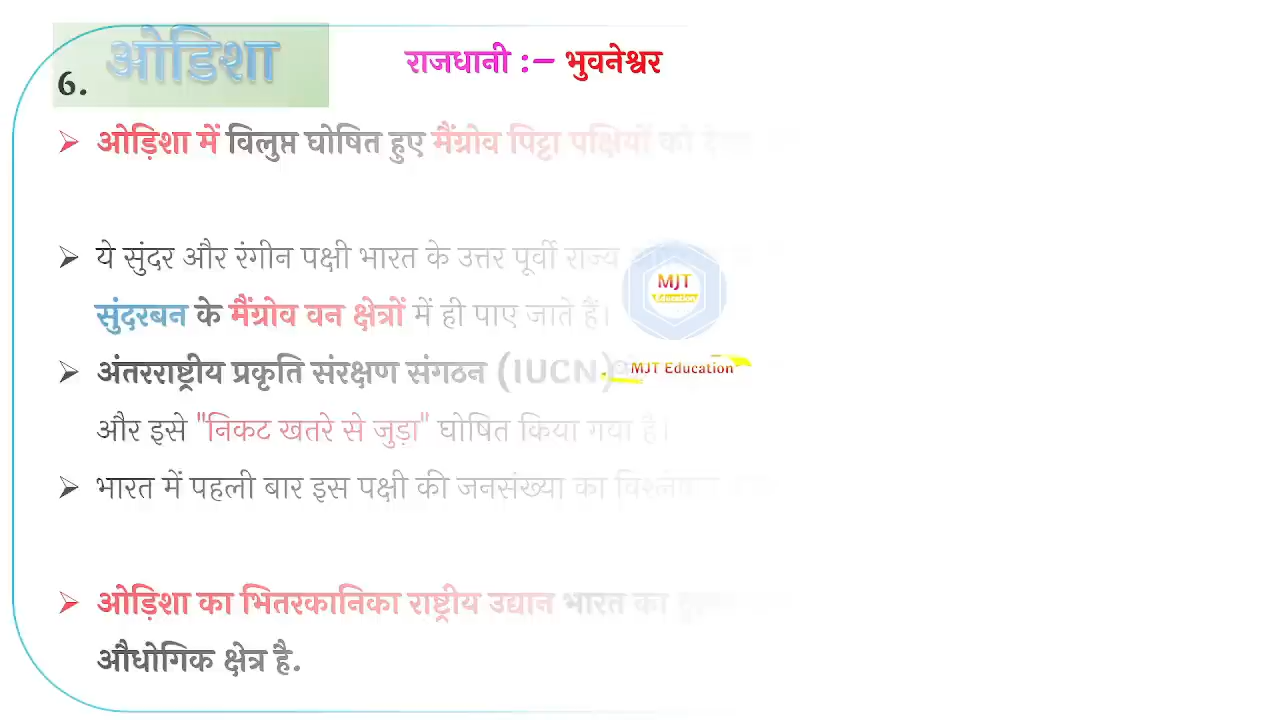 6. ओडिशा
राजधानी :– भुवनेश्वर
ओड़िशा में विलुप्त घोषित हुए मैंग्रोव पिट्टा पक्षियों को
ये सुंदर और रंगीन पक्षी भारत के उत्तर पूर्वी राज्य
सुंदरबन के मैंग्रोव वन क्षेत्रों में ही पाए जाते हैं।
MJT
Education
अंतरराष्ट्रीय प्रकृति संरक्षण संगठन (IUCN)
MJT Education
और इसे "निकट खतरे से जुड़ा" घोषित किया गया है।
भारत में पहली बार इस पक्षी की जनसंख्या का
ओड़िशा का भितरकानिका राष्ट्रीय उद्यान भारत का
औधोगिक क्षेत्र है.